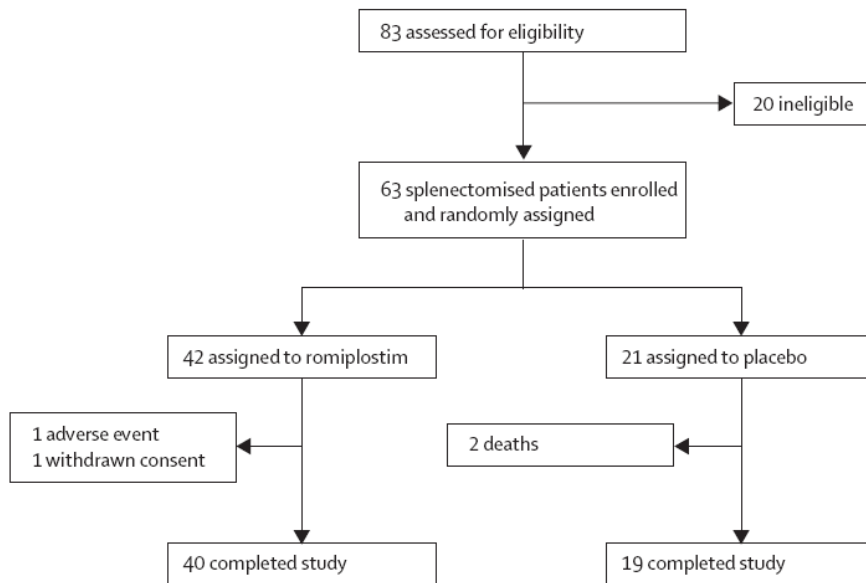 83 assessed for eligibility
20 ineligible
63 splenectomised patients enrolled
and randomly assigned
42 assigned to romiplostim
21 assigned to placebo
1 adverse event
1 withdrawn consent
2 deaths
40 completed study
19 completed study